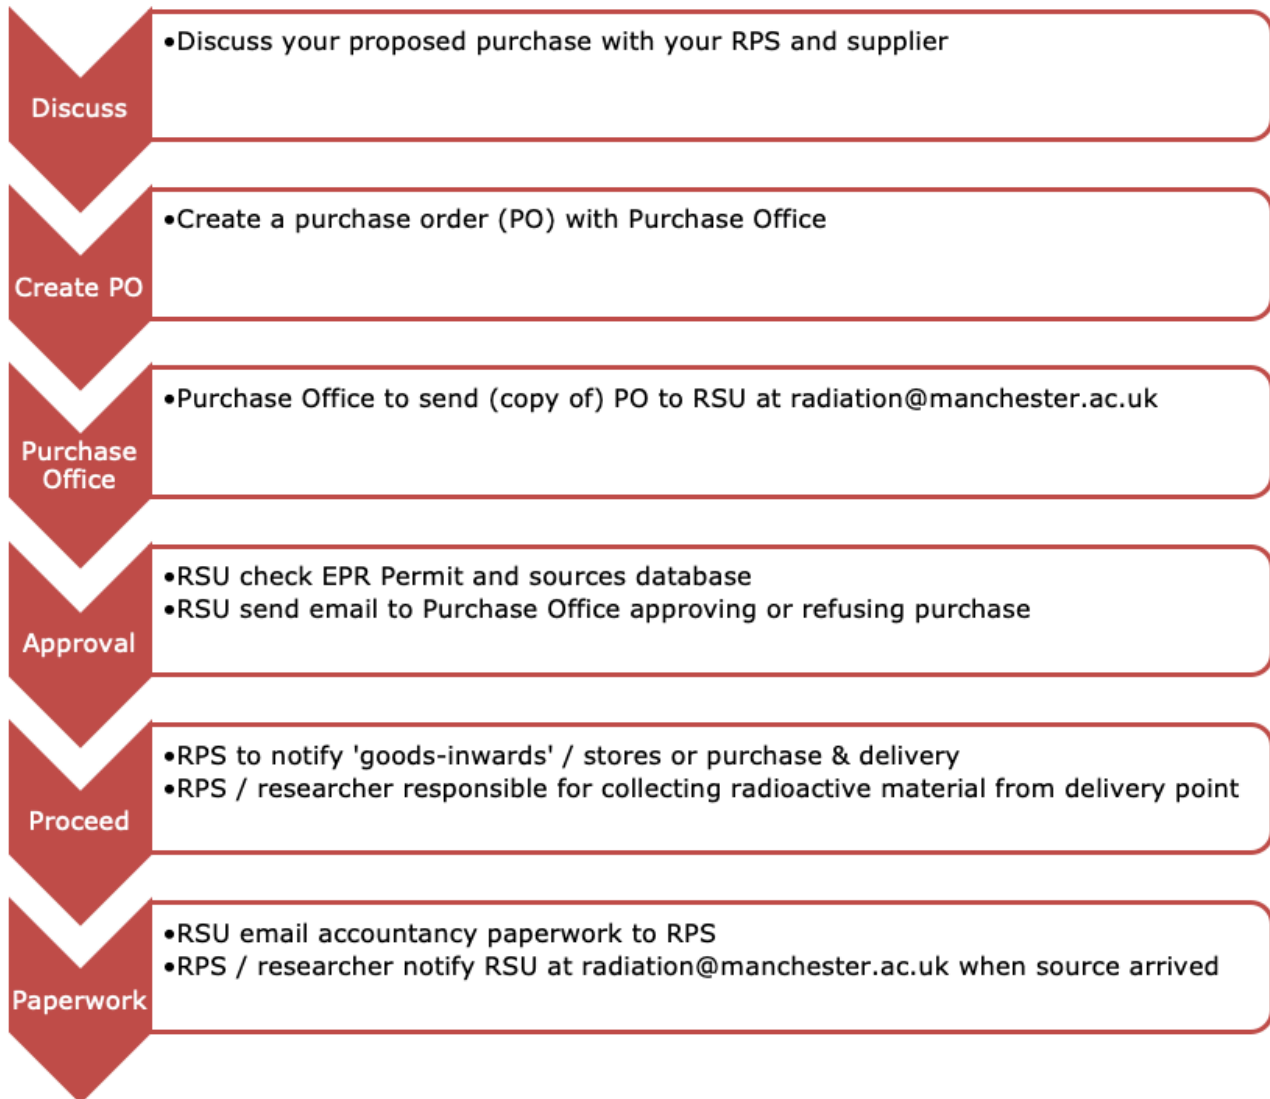 Discuss
•Discuss your proposed purchase with your RPS and supplier
Create PO
•Create a purchase order (PO) with Purchase Office
Purchase
Office
•Purchase Office to send (copy of) PO to RSU at radiation@manchester.ac.uk
Approval
•RSU check EPR Permit and sources database
•RSU send email to Purchase Office approving or refusing purchase
Proceed
•RPS to notify 'goods-inwards' / stores or purchase & delivery
•RPS / researcher responsible for collecting radioactive material from delivery point
Paperwork
•RSU email accountancy paperwork to RPS
•RPS / researcher notify RSU at radiation@manchester.ac.uk when source arrived